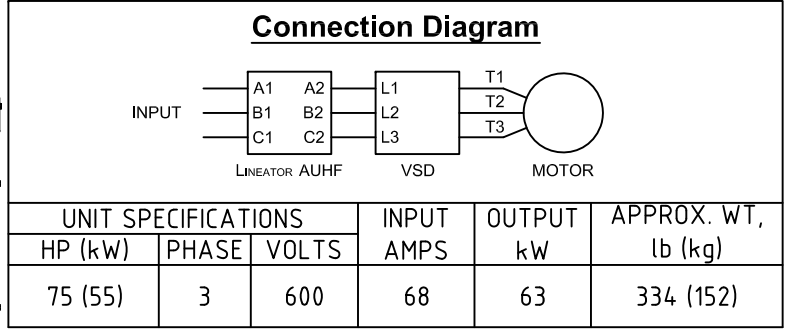 Connection Diagram
A1 A2 L1 T1
INPUT B1 B2 L2 T2
C1 C2 L3 T3
LINEATOR AUHF VSD MOTOR
UNIT SPECIFICATIONS INPUT AMPS OUTPUT kW APPROX. WT, lb (kg)
HP (kW) PHASE VOLTS
75 (55) 3 600 68 63 334 (152)